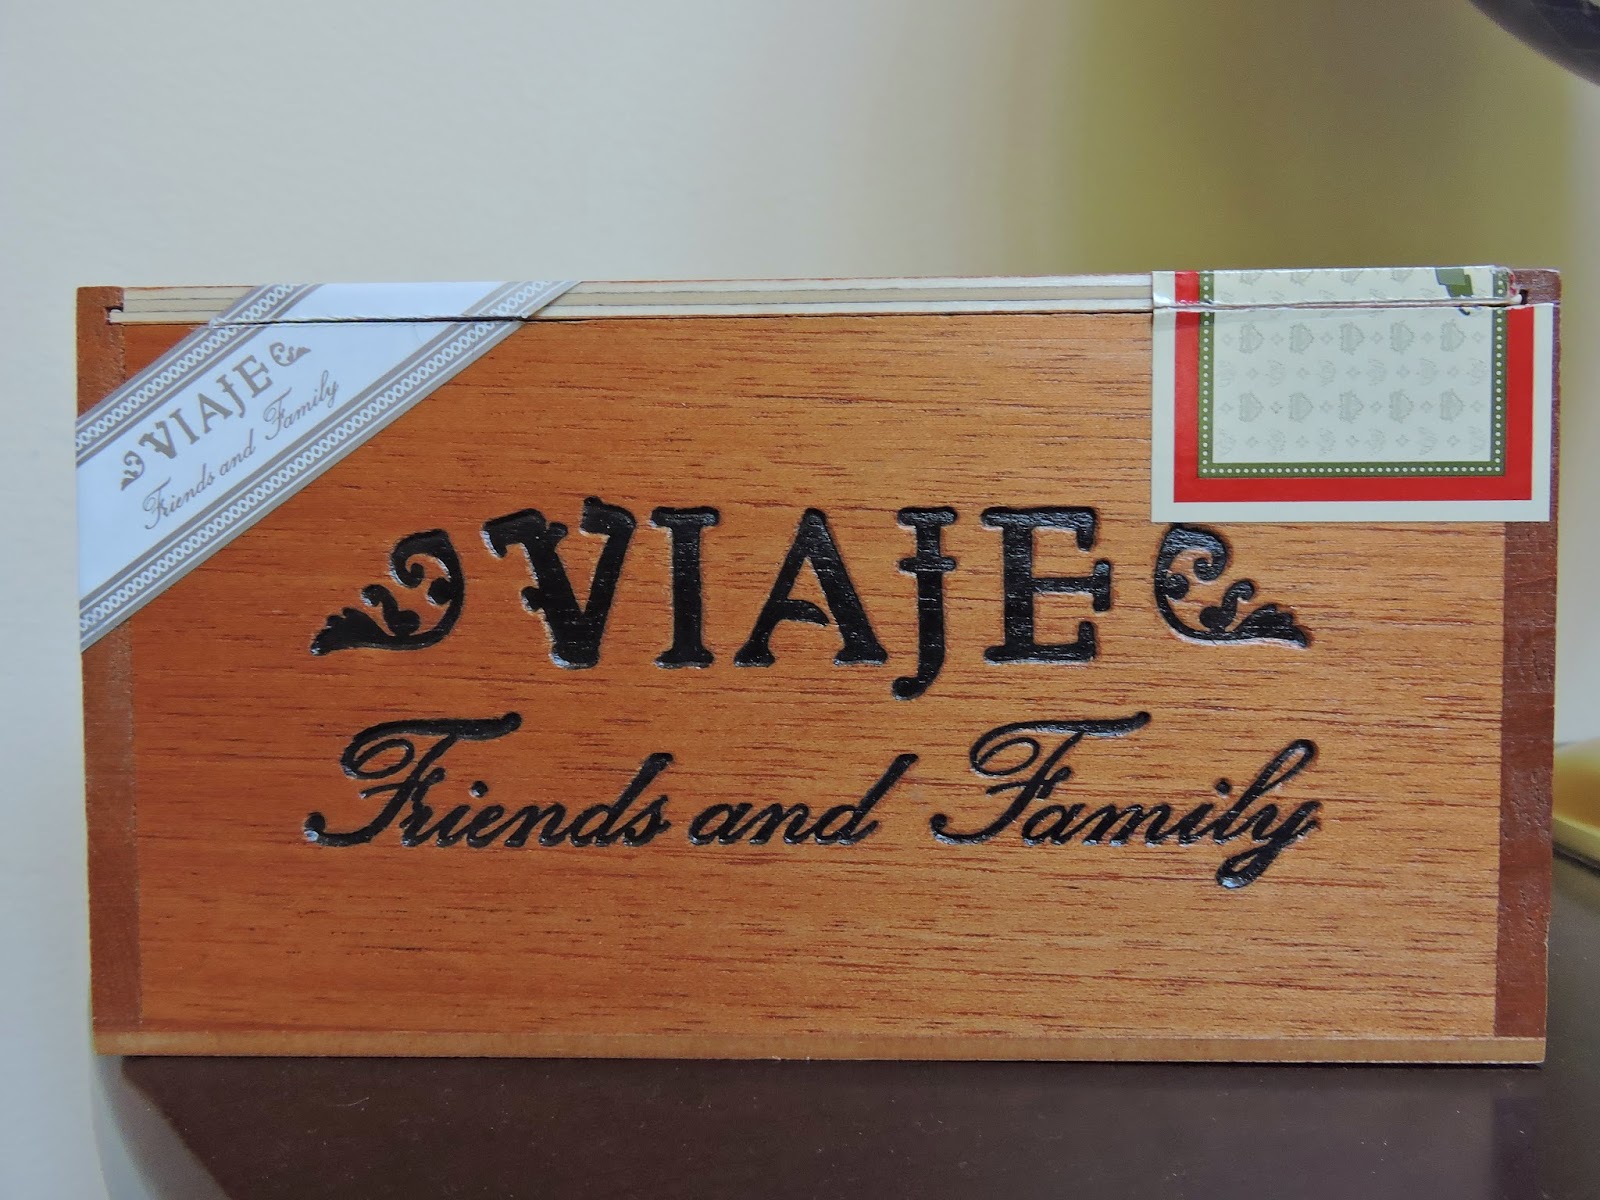 VIAJE
Friends and Family
VIAJE
Friends and Family